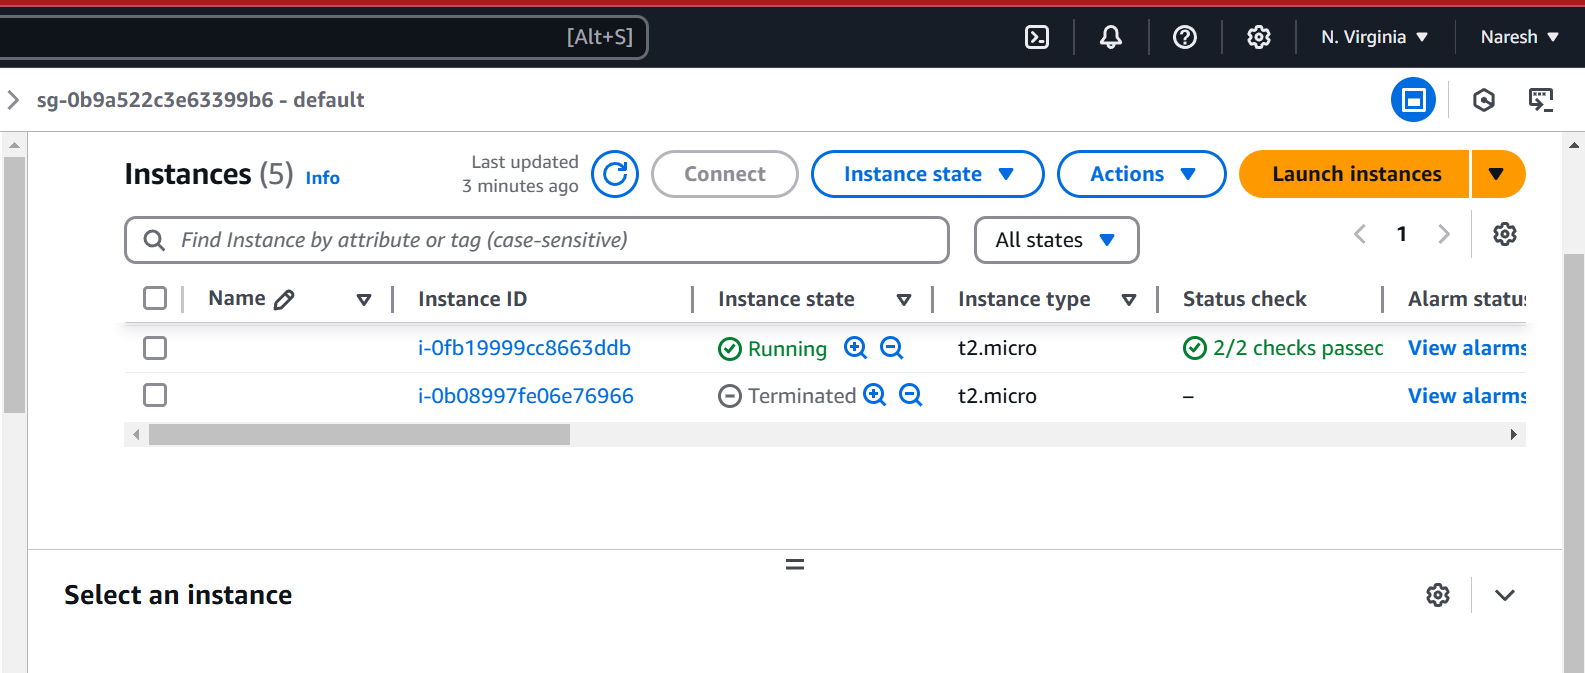 [Alt+S] N. Virginia Naresh
sg-0b9a522c3e63399b6 - default
Instances (5) Info
Last updated
3 minutes ago
Connect Instance state Actions Launch instances
Find Instance by attribute or tag (case-sensitive) All states 1
Name Instance ID Instance state Instance type Status check Alarm status
i-0fb19999cc8663ddb Running t2.micro 2/2 checks passed View alarms
i-0b08997fe06e76966 Terminated t2.micro – View alarms
Select an instance